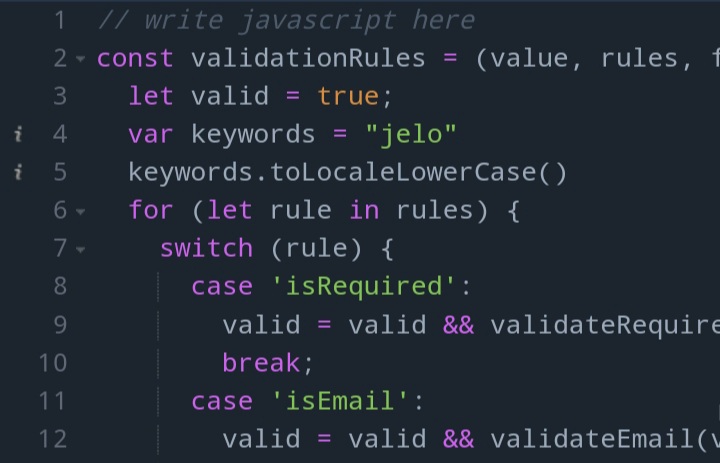 1 // write javascript here
2 const validationRules = (value, rules, f
3 let valid = true;
4 var keywords = "jelo"
5 keywords.toLocaleLowerCase()
6 for (let rule in rules) {
7 switch (rule) {
8 case 'isRequired':
9 valid = valid && validateRequire
10 break;
11 case 'isEmail':
12 valid = valid && validateEmail(v